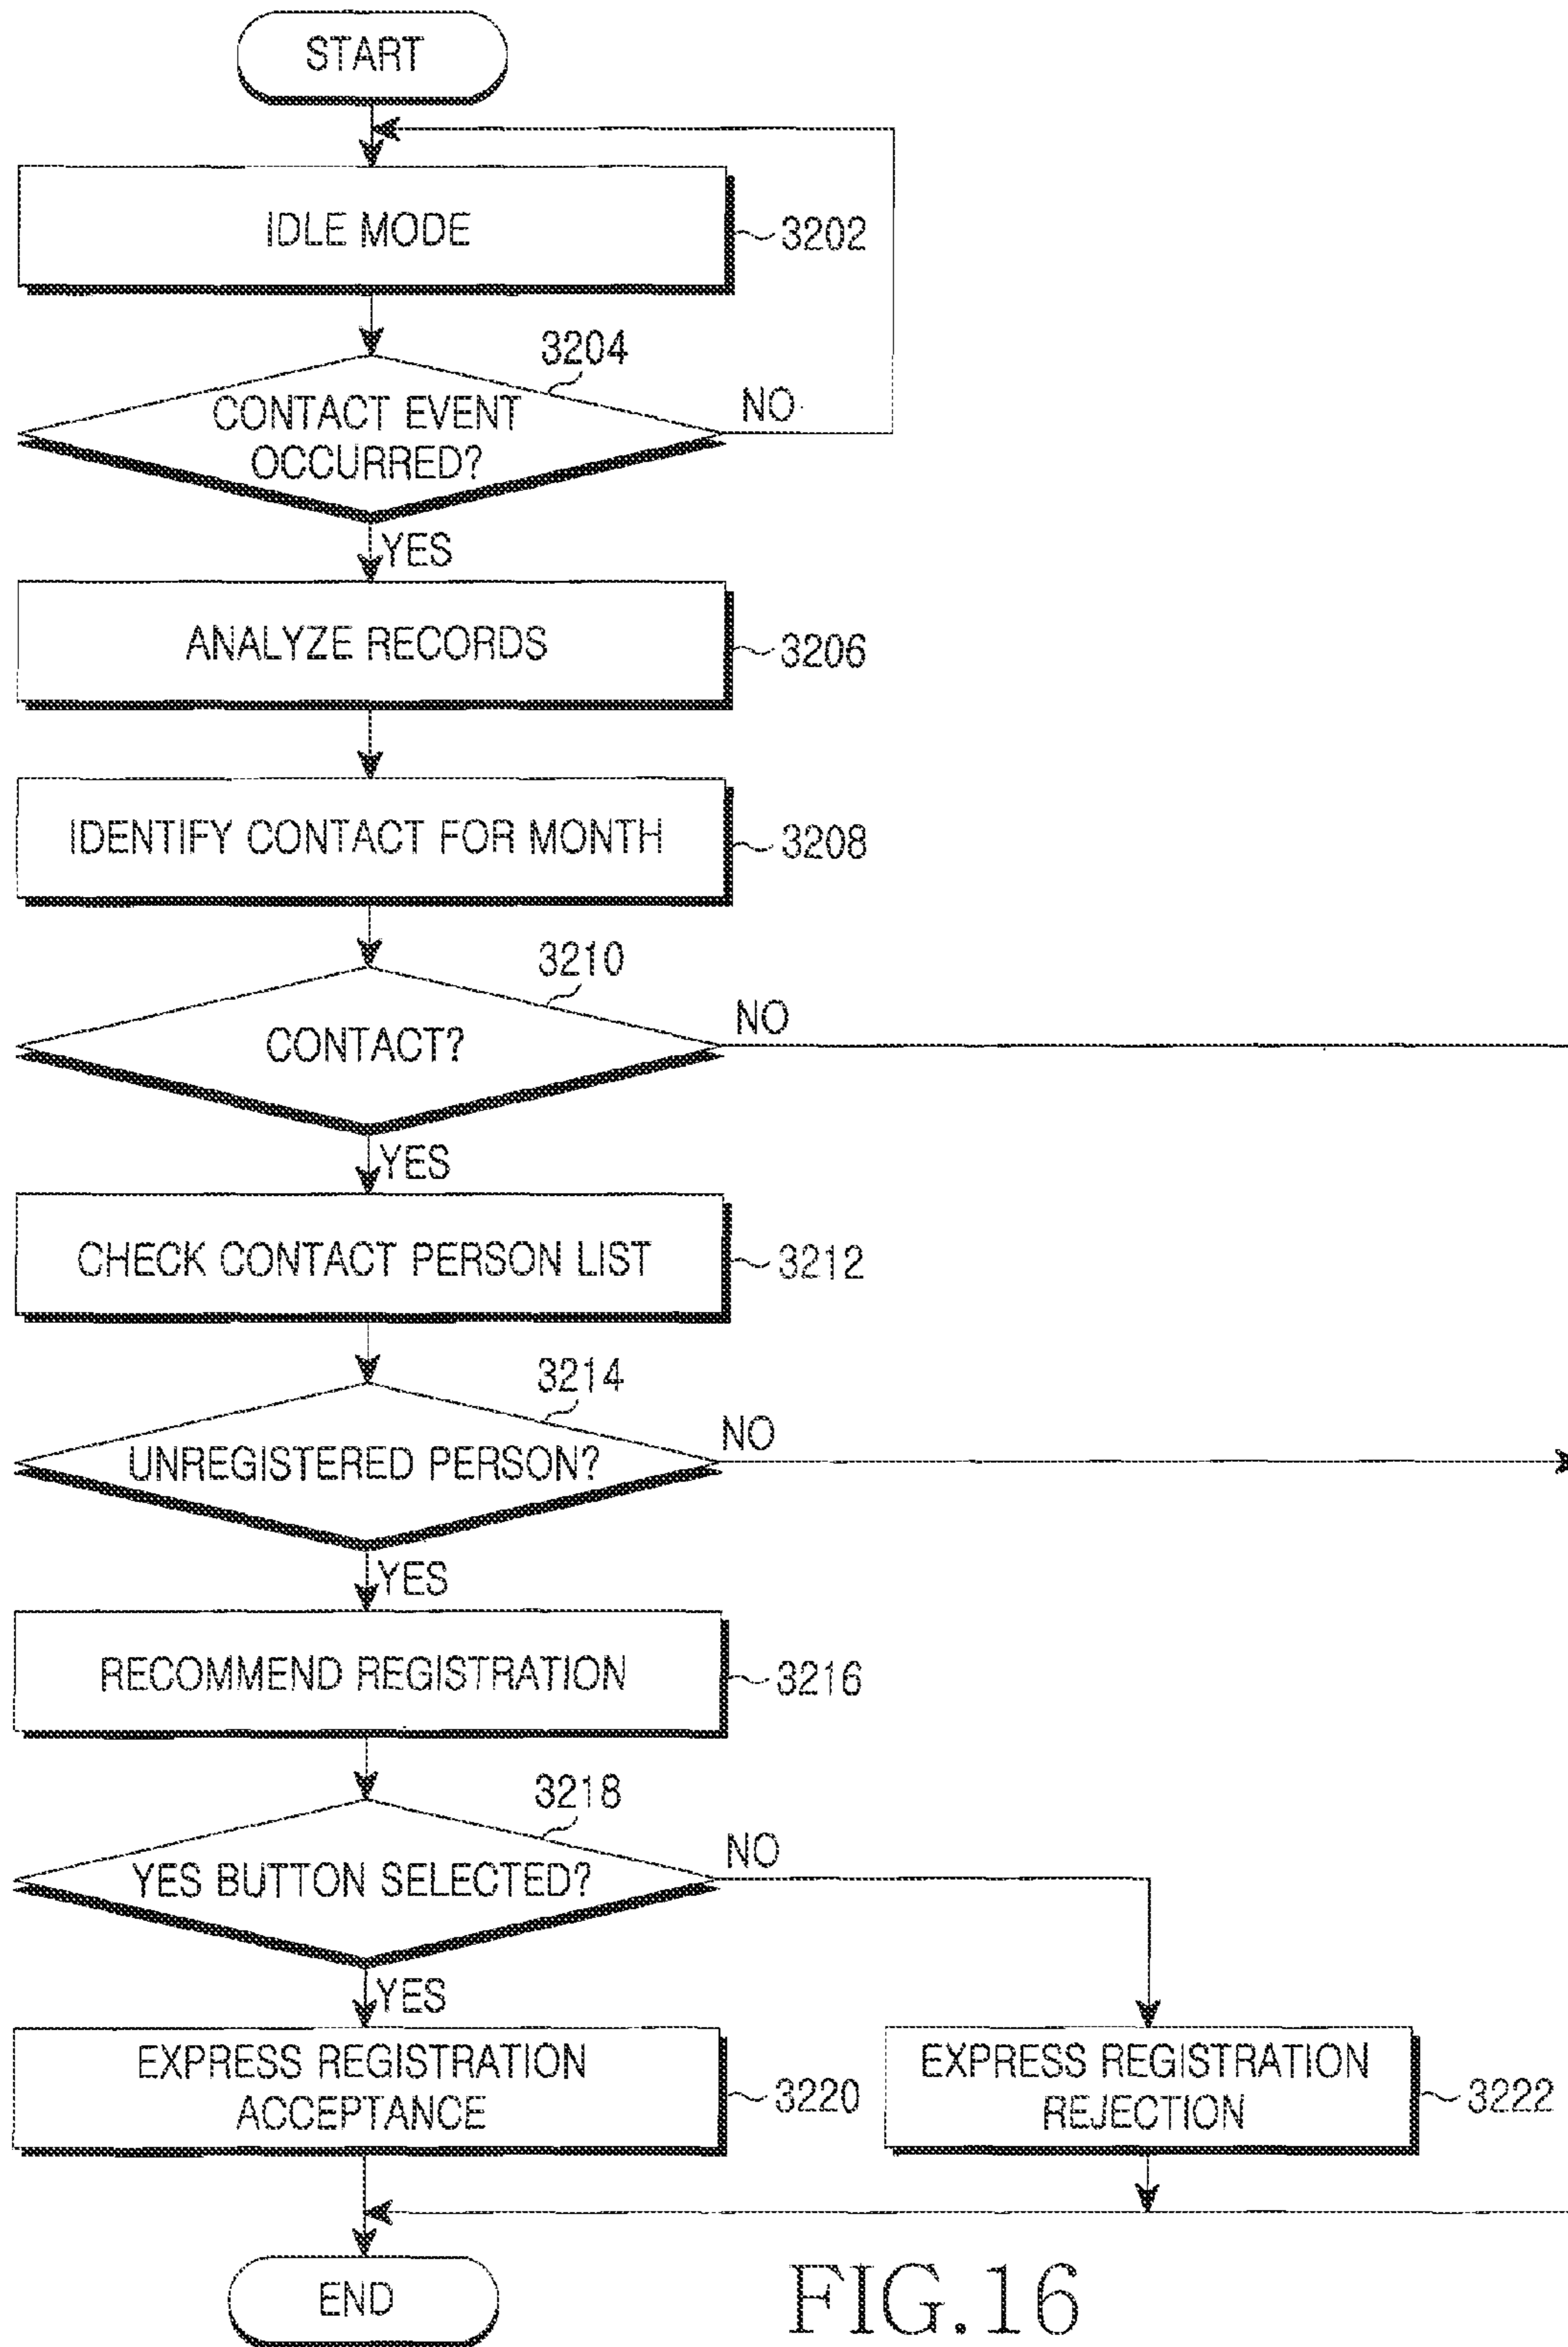 START
IDLE MODE
3202
3204
CONTACT EVENT
OCCURRED?
NO
YES
ANALYZE RECORDS
3206
IDENTIFY CONTACT FOR MONTH
3208
3210
CONTACT?
NO
YES
CHECK CONTACT PERSON LIST
3212
3214
UNREGISTERED PERSON?
NO
YES
RECOMMEND REGISTRATION
3216
3218
YES BUTTON SELECTED?
NO
YES
EXPRESS REGISTRATION
ACCEPTANCE
3220
EXPRESS REGISTRATION
REJECTION
3222
END
FIG.16